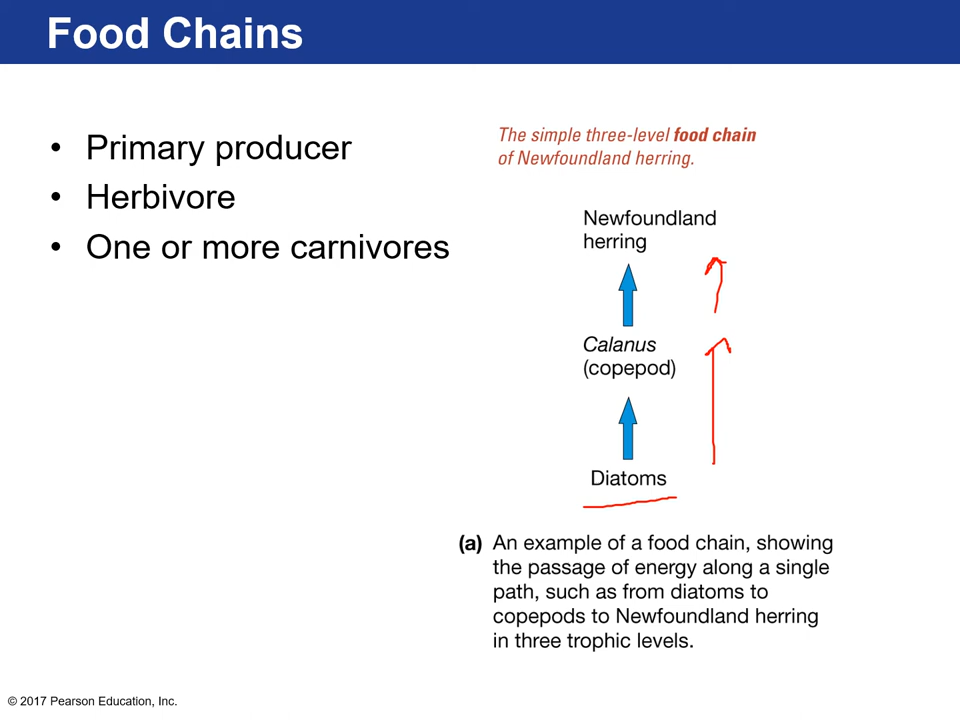 Food Chains
• Primary producer
• Herbivore
• One or more carnivores
The simple three-level food chain
of Newfoundland herring.
Newfoundland
herring
Calanus
(copepod)
Diatoms
(a) An example of a food chain, showing
the passage of energy along a single
path, such as from diatoms to
copepods to Newfoundland herring
in three trophic levels.
© 2017 Pearson Education, Inc.